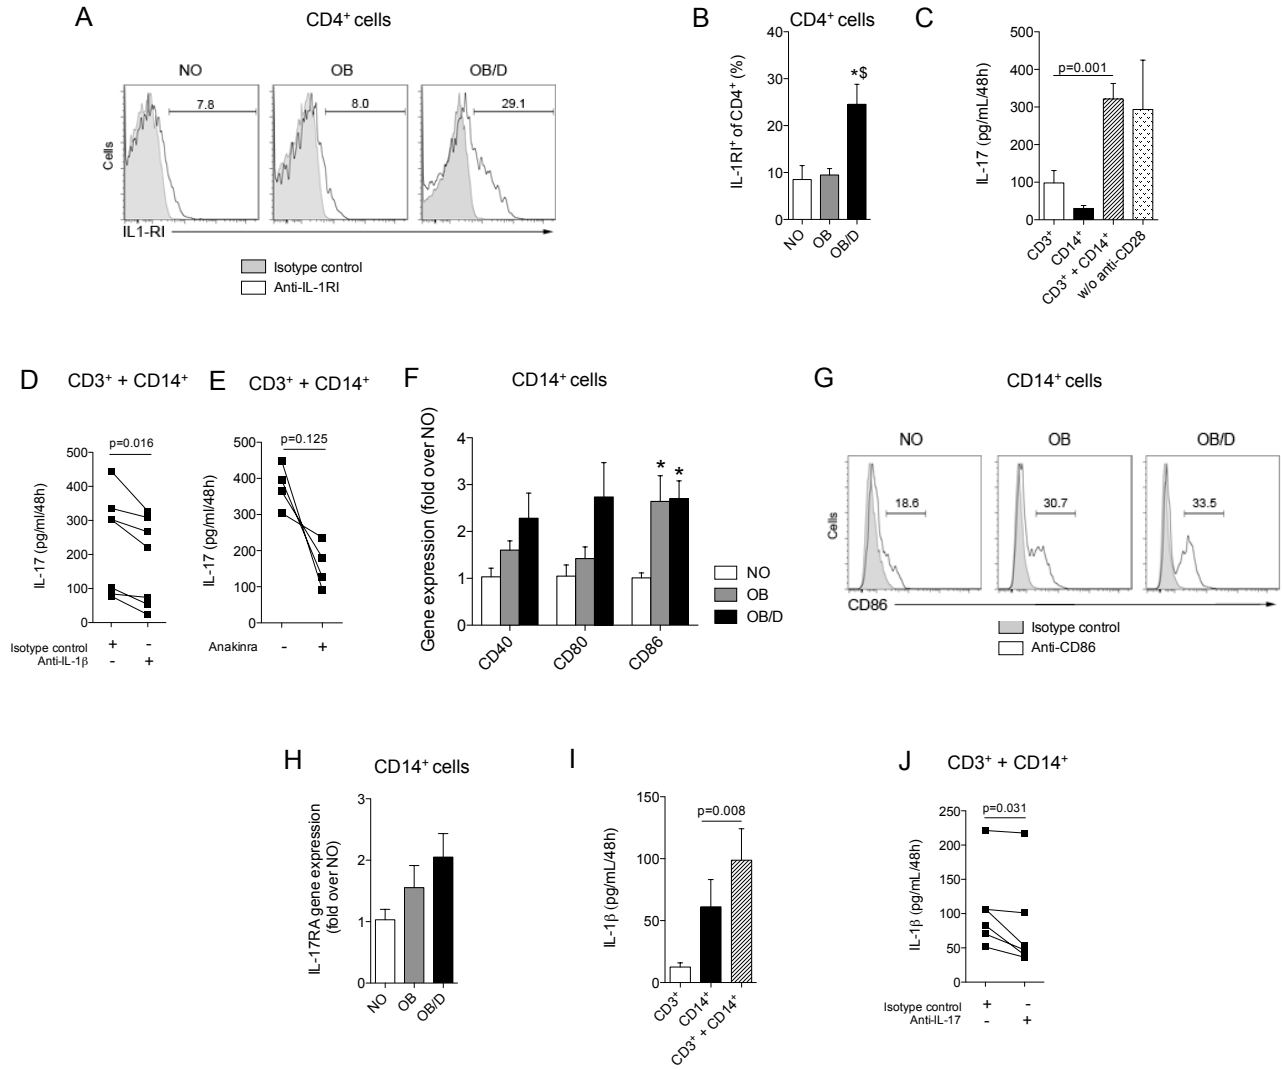 A
CD4⁺ cells
NO
OB
OB/D
7.8
8.0
29.1
Cells
IL1-RI
Isotype control
Anti-IL-1RI
B
CD4⁺ cells
IL-1RI⁺ of CD4⁺ (%)
40
30
20
10
0
*$
NO
OB
OB/D
C
IL-17 (pg/mL/48h)
500
400
300
200
100
0
p=0.001
CD3⁺
CD14⁺
CD3⁺ + CD14⁺
w/o anti-CD28
D
CD3⁺ + CD14⁺
IL-17 (pg/ml/48h)
500
400
300
200
100
0
p=0.016
Isotype control + -
Anti-IL-1β - +
E
CD3⁺ + CD14⁺
IL-17 (pg/ml/48h)
500
400
300
200
100
0
p=0.125
Anakinra - +
F
CD14⁺ cells
Gene expression (fold over NO)
4
3
2
1
0
* *
CD40
CD80
CD86
NO
OB
OB/D
G
CD14⁺ cells
NO
OB
OB/D
18.6
30.7
33.5
Cells
CD86
Isotype control
Anti-CD86
H
CD14⁺ cells
IL-17RA gene expression
(fold over NO)
3
2
1
0
NO
OB
OB/D
I
IL-1β (pg/mL/48h)
150
100
50
0
p=0.008
CD3⁺
CD14⁺
CD3⁺ + CD14⁺
J
CD3⁺ + CD14⁺
IL-1β (pg/mL/48h)
250
200
150
100
50
0
p=0.031
Isotype control + -
Anti-IL-17 - +